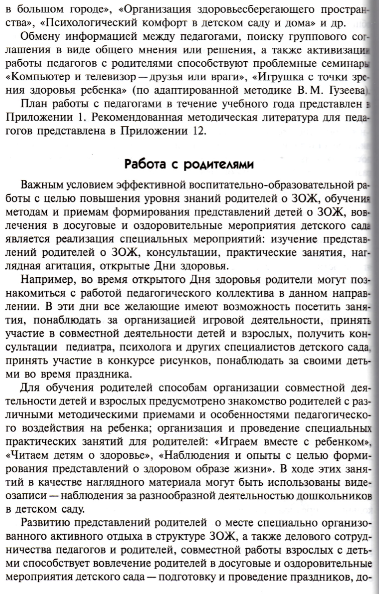 в большом городе», «Организация здоровьесберегающего простран-
ства», «Психологический комфорт в детском саду и дома» и др.
Обмену информацией между педагогами, поиску группового со-
глашения в виде общего мнения или решения, а также активизации
работы педагогов с родителями способствуют проблемные семинары
«Компьютер и телевизор — друзья или враги», «Игрушка с точки зре-
ния здоровья ребенка» (по адаптированной методике В. М. Гузеева).
План работы с педагогами в течение учебного года представлен в
Приложении 1. Рекомендованная методическая литература для педа-
гогов представлена в Приложении 12.
Работа с родителями
Важным условием эффективной воспитательно-образовательной ра-
боты с целью повышения уровня знаний родителей о ЗОЖ, обучения
методам и приемам формирования представлений детей о ЗОЖ, вов-
лечения в досуговые и оздоровительные мероприятия детского сада
является реализация специальных мероприятий: изучение представ-
лений родителей о ЗОЖ, консультации, практические занятия, наг-
лядная агитация, открытые Дни здоровья.
Например, во время открытого Дня здоровья родители могут поз-
накомиться с работой педагогического коллектива в данном направ-
лении. В эти дни все желающие имеют возможность посетить заня-
тия, понаблюдать за организацией игровой деятельности, принять
участие в совместной деятельности детей и взрослых, получить кон-
сультации педиатра, психолога и других специалистов детского сада,
принять участие в конкурсе рисунков, понаблюдать за своими деть-
ми во время праздника.
Для обучения родителей способам организации совместной дея-
тельности детей и взрослых предусмотрено знакомство родителей с ра-
зличными методическими приемами и особенностями педагогическо-
го воздействия на ребенка; организация и проведение специальных
практических занятий для родителей: «Играем вместе с ребенком»,
«Читаем детям о здоровье», «Наблюдения и опыты с целью форми-
рования представлений о здоровом образе жизни». В ходе этих заня-
тий в качестве наглядного материала могут быть использованы виде-
озаписи — наблюдения за разнообразной деятельностью дошкольников
в детском саду.
Развитию представлений родителей о месте специально организо-
ванного активного отдыха в структуре ЗОЖ, а также делового сотруд-
ничества педагогов и родителей, совместной работы взрослых с деть-
ми способствует вовлечение родителей в досуговые и оздоровительные
мероприятия детского сада — подготовку и проведение праздников, до-